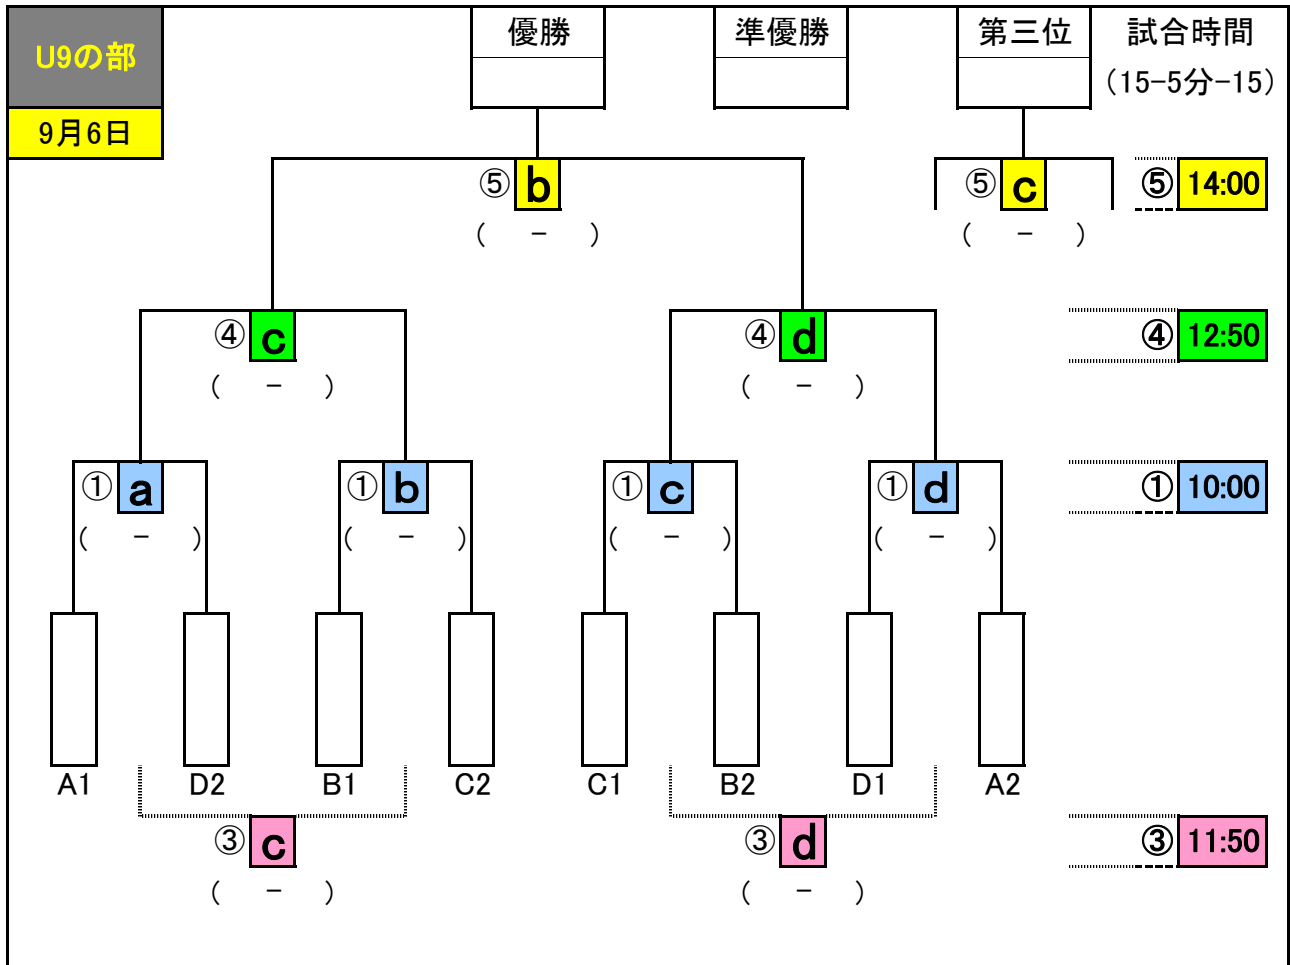 U9の部
優勝
準優勝
第三位
試合時間
(15-5分-15)
9月6日
⑤ b
⑤ c
⑤ 14:00
( - )
( - )
④ c
④ d
④ 12:50
( - )
( - )
① a
① b
① c
① d
① 10:00
( - )
( - )
( - )
( - )
A1
D2
B1
C2
C1
B2
D1
A2
③ c
③ d
③ 11:50
( - )
( - )